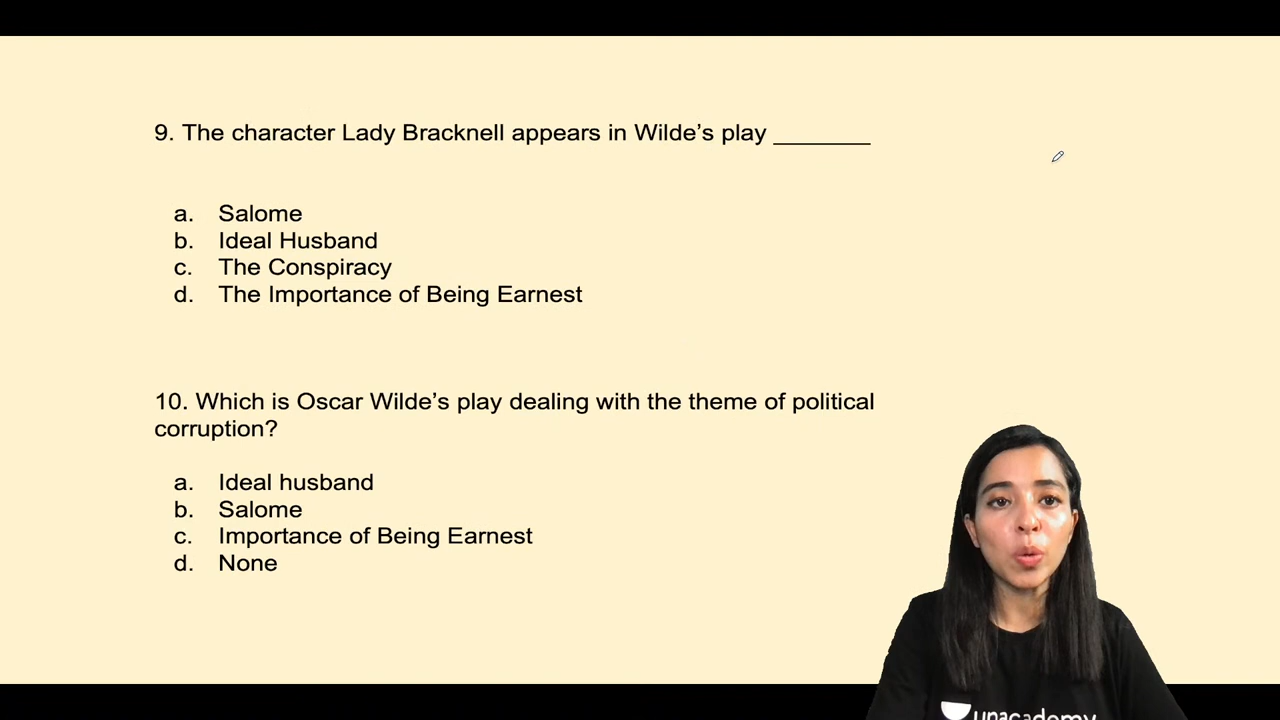 9. The character Lady Bracknell appears in Wilde’s play _______
a. Salome
b. Ideal Husband
c. The Conspiracy
d. The Importance of Being Earnest
10. Which is Oscar Wilde’s play dealing with the theme of political
corruption?
a. Ideal husband
b. Salome
c. Importance of Being Earnest
d. None
unacademy